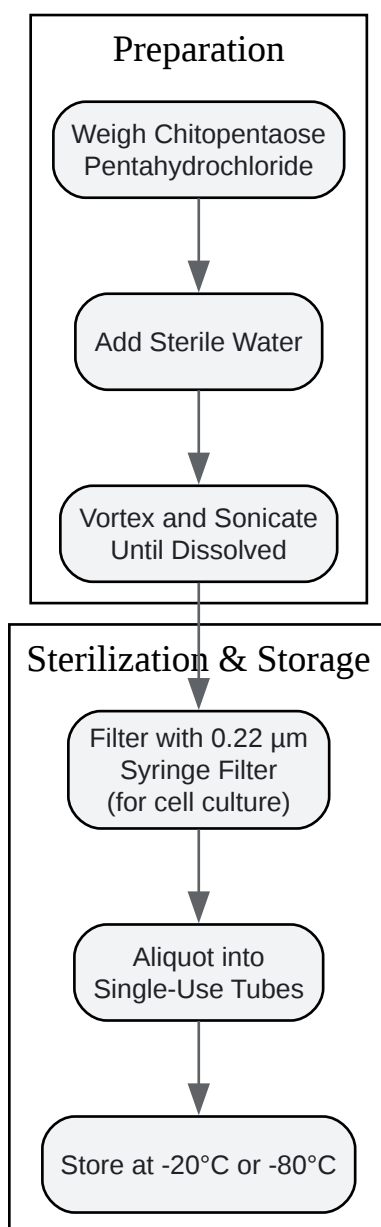 Preparation
Weigh Chitopentaose
Pentahydrochloride
Add Sterile Water
Vortex and Sonicate
Until Dissolved
Sterilization & Storage
Filter with 0.22 µm
Syringe Filter
(for cell culture)
Aliquot into
Single-Use Tubes
Store at -20°C or -80°C